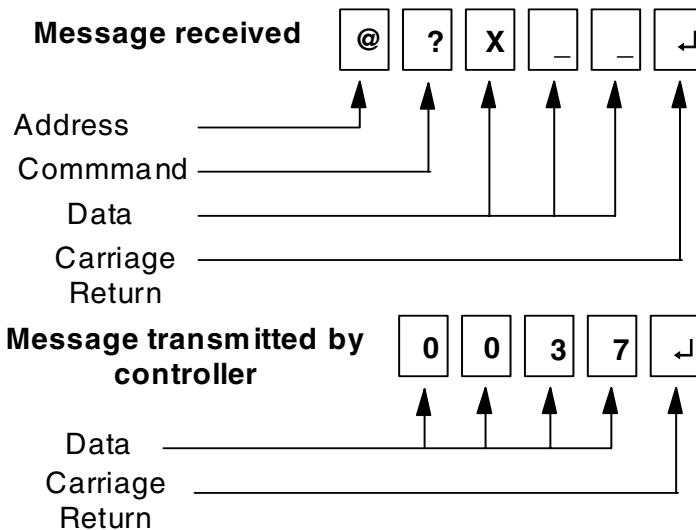 Message received @ ? X _ _ ↵
Address
Commmand
Data
Carriage
Return
Message transmitted by
controller
0 0 3 7 ↵
Data
Carriage
Return